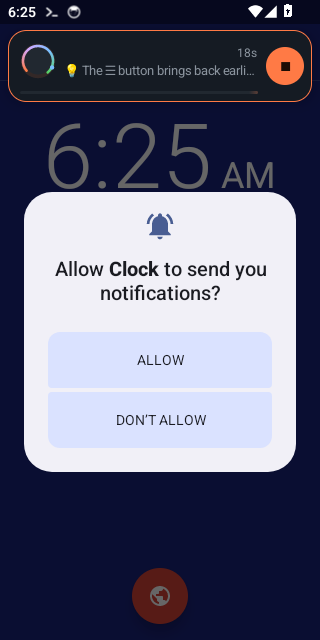 6:25
18s
💡 The ☰ button brings back earli…
6:25 AM
Allow Clock to send you
notifications?
ALLOW
DON'T ALLOW